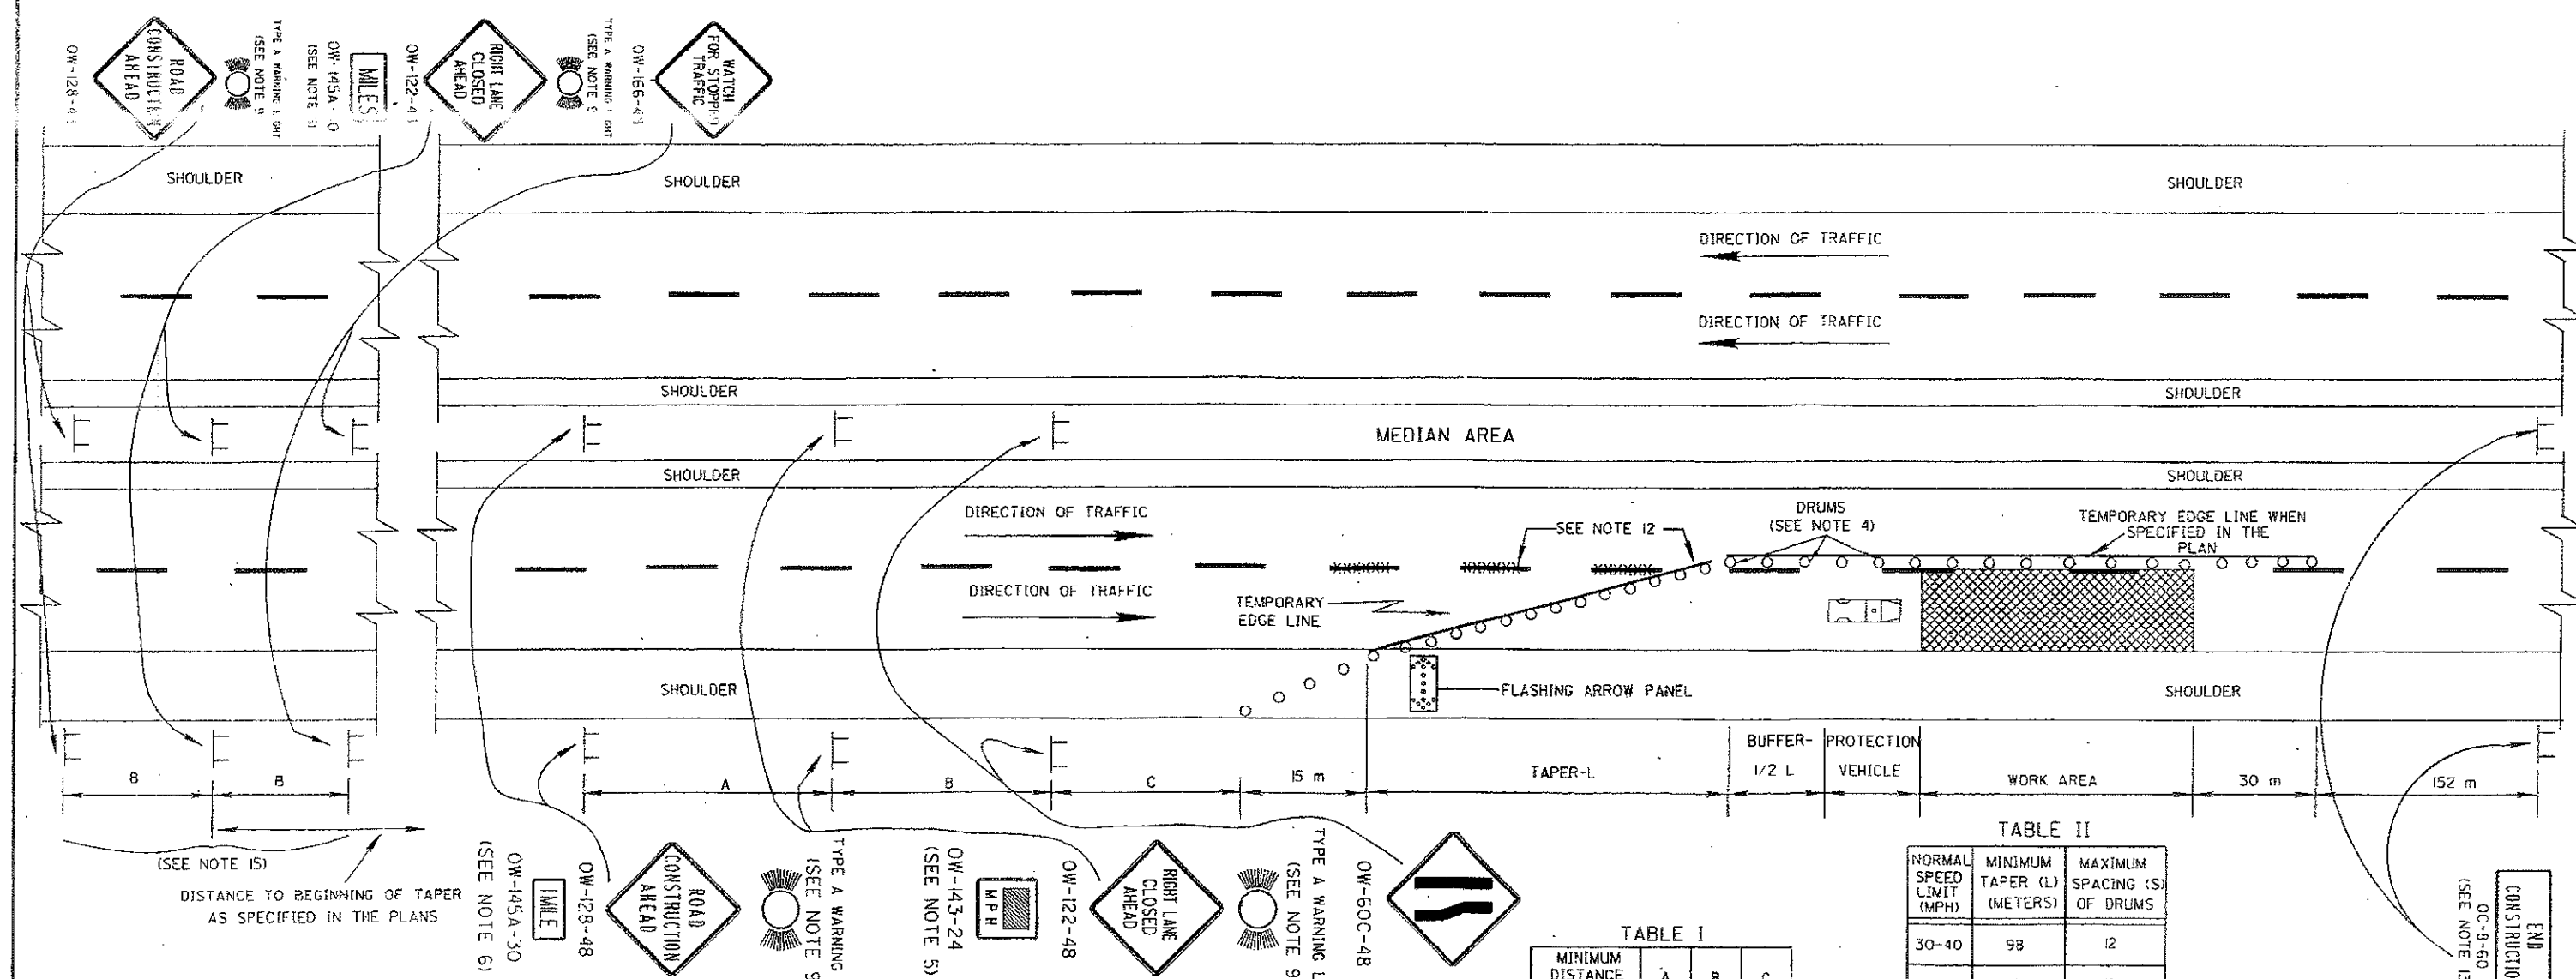 WATCH
FOR STOPPED
TRAFFIC
OW-166-4
TYPE A WARNING LIGHT
(SEE NOTE 9
RIGHT LANE
CLOSED
AHEAD
OW-122-4
MILES
OW-145A-
(SEE NOTE
TYPE A WARNING LIGHT
(SEE NOTE 9
ROAD
CONSTRUCTION
AHEAD
OW-128-4
SHOULDER
SHOULDER
SHOULDER
DIRECTION OF TRAFFIC
DIRECTION OF TRAFFIC
SHOULDER
SHOULDER
MEDIAN AREA
SHOULDER
SHOULDER
DIRECTION OF TRAFFIC
SEE NOTE 12
DRUMS
(SEE NOTE 4)
TEMPORARY EDGE LINE WHEN
SPECIFIED IN THE
PLAN
DIRECTION OF TRAFFIC
TEMPORARY
EDGE LINE
SHOULDER
FLASHING ARROW PANEL
SHOULDER
B
B
A
B
C
15 m
TAPER-L
BUFFER-
1/2 L
PROTECTION
VEHICLE
WORK AREA
30 m
152 m
(SEE NOTE 15)
DISTANCE TO BEGINNING OF TAPER
AS SPECIFIED IN THE PLANS
ROAD
CONSTRUCTION
AHEAD
OW-128-48
1 MILE
OW-145A-30
(SEE NOTE 6)
TYPE A WARNING
(SEE NOTE 9
RIGHT LANE
CLOSED
AHEAD
OW-122-48
MPH
OW-143-24
(SEE NOTE 5)
TYPE A WARNING L
(SEE NOTE 9
OW-60C-48
TABLE I
MINIMUM
DISTANCE
A
B
C
TABLE II
NORMAL
SPEED
LIMIT
(MPH)
MINIMUM
TAPER (L)
(METERS)
MAXIMUM
SPACING (S)
OF DRUMS
30-40
98
12
END
CONSTRUCTIO
OC-8-60
(SEE NOTE